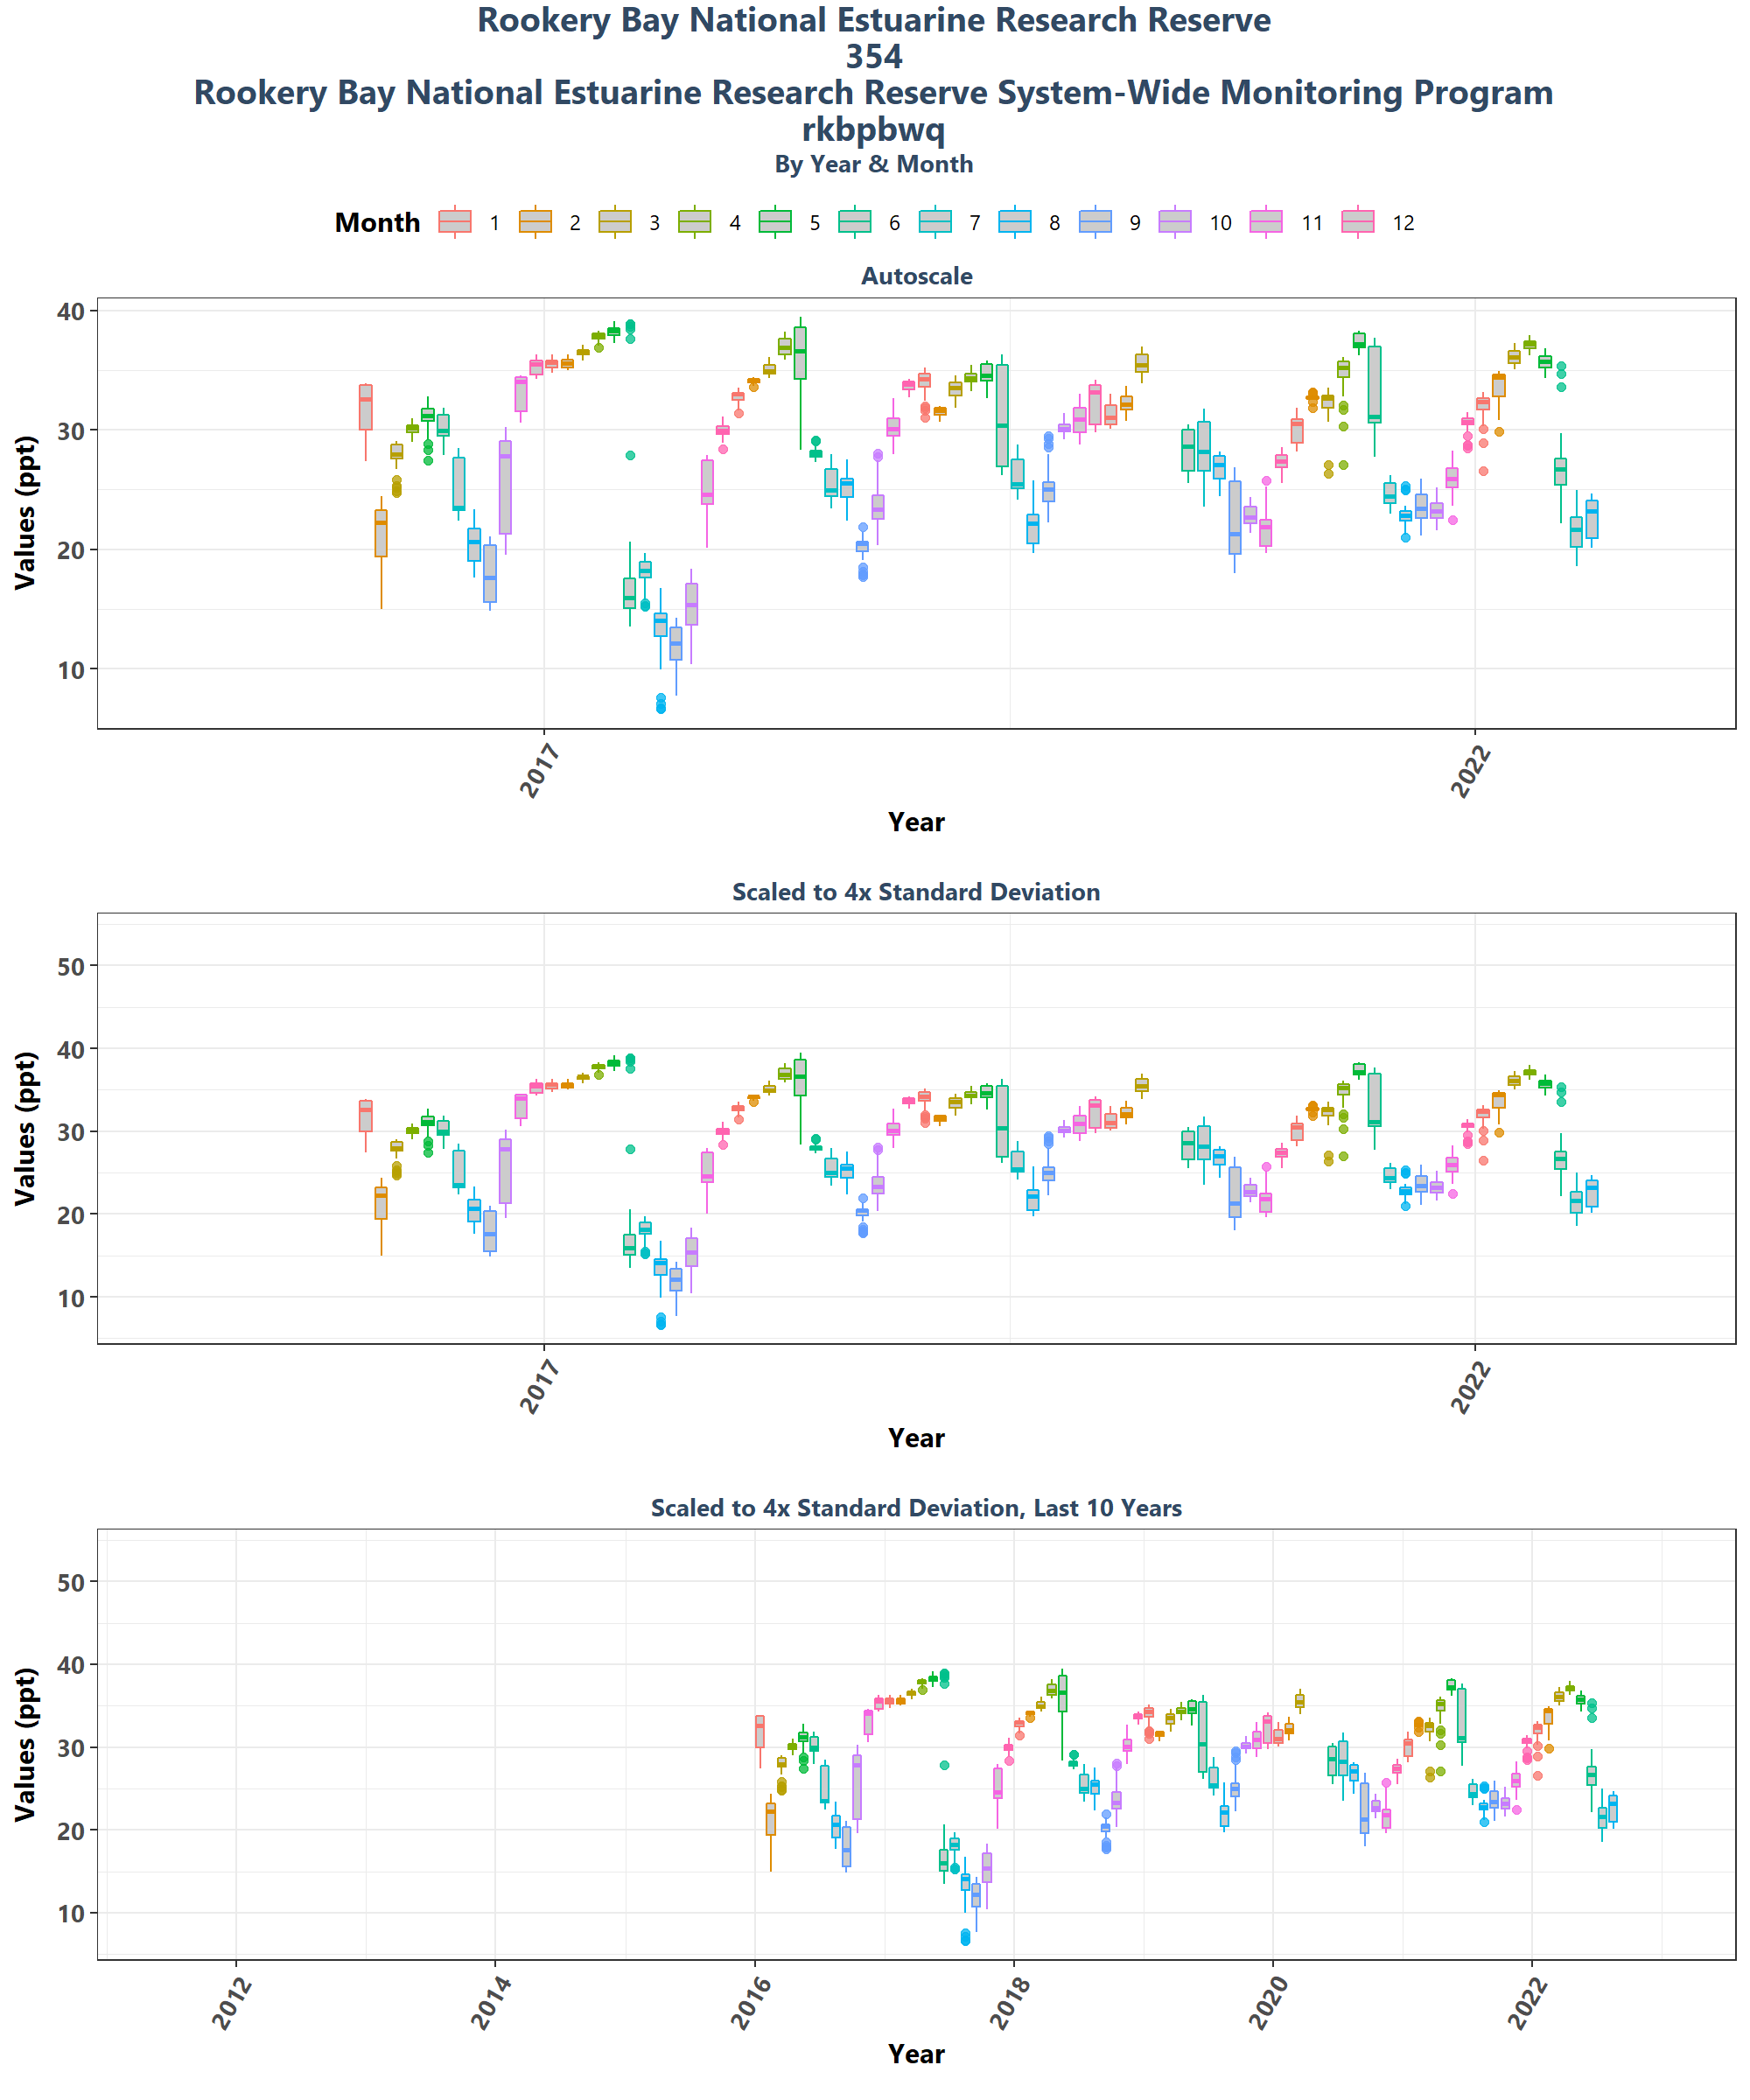 Rookery Bay National Estuarine Research Reserve
354
Rookery Bay National Estuarine Research Reserve System-Wide Monitoring Program
rkbpbwq
By Year & Month
Month 1 2 3 4 5 6 7 8 9 10 11 12
Autoscale
Values (ppt)
40
30
20
10
2017 2022
Year
Scaled to 4x Standard Deviation
Values (ppt)
50
40
30
20
10
2017 2022
Year
Scaled to 4x Standard Deviation, Last 10 Years
Values (ppt)
50
40
30
20
10
2012 2014 2016 2018 2020 2022
Year